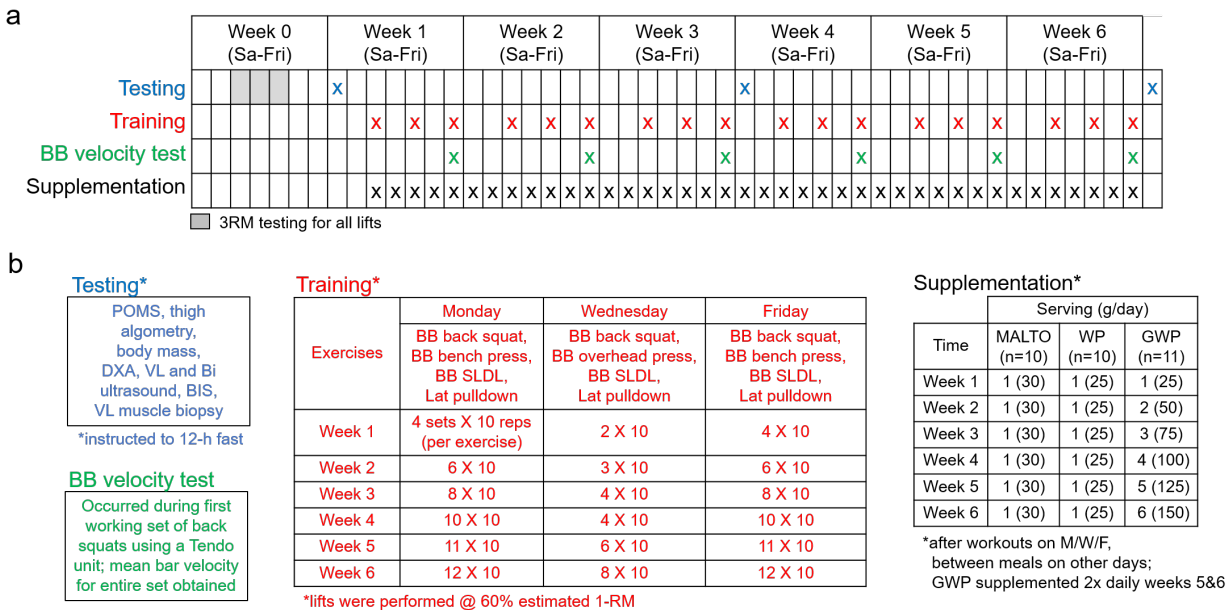 a
Week 0 Week 1 Week 2 Week 3 Week 4 Week 5 Week 6
(Sa-Fri) (Sa-Fri) (Sa-Fri) (Sa-Fri) (Sa-Fri) (Sa-Fri) (Sa-Fri)
Testing x x x
Training x x x x x x x x x x x x x x x x x x
BB velocity test x x x x x x
Supplementation x x x x x x x x x x x x x x x x x x x x x x x x x x x x x x x x x x x x x x x x
3RM testing for all lifts
b
Testing*
POMS, thigh
algometry,
body mass,
DXA, VL and Bi
ultrasound, BIS,
VL muscle biopsy
*instructed to 12-h fast
BB velocity test
Occurred during first
working set of back
squats using a Tendo
unit; mean bar velocity
for entire set obtained
Training*
Exercises Monday Wednesday Friday
BB back squat, BB back squat, BB back squat,
BB bench press, BB overhead press, BB bench press,
BB SLDL, BB SLDL, BB SLDL,
Lat pulldown Lat pulldown Lat pulldown
Week 1 4 sets X 10 reps (per exercise) 2 X 10 4 X 10
Week 2 6 X 10 3 X 10 6 X 10
Week 3 8 X 10 4 X 10 8 X 10
Week 4 10 X 10 4 X 10 10 X 10
Week 5 11 X 10 6 X 10 11 X 10
Week 6 12 X 10 8 X 10 12 X 10
*lifts were performed @ 60% estimated 1-RM
Supplementation*
Serving (g/day)
Time MALTO (n=10) WP (n=10) GWP (n=11)
Week 1 1 (30) 1 (25) 1 (25)
Week 2 1 (30) 1 (25) 2 (50)
Week 3 1 (30) 1 (25) 3 (75)
Week 4 1 (30) 1 (25) 4 (100)
Week 5 1 (30) 1 (25) 5 (125)
Week 6 1 (30) 1 (25) 6 (150)
*after workouts on M/W/F,
between meals on other days;
GWP supplemented 2x daily weeks 5&6